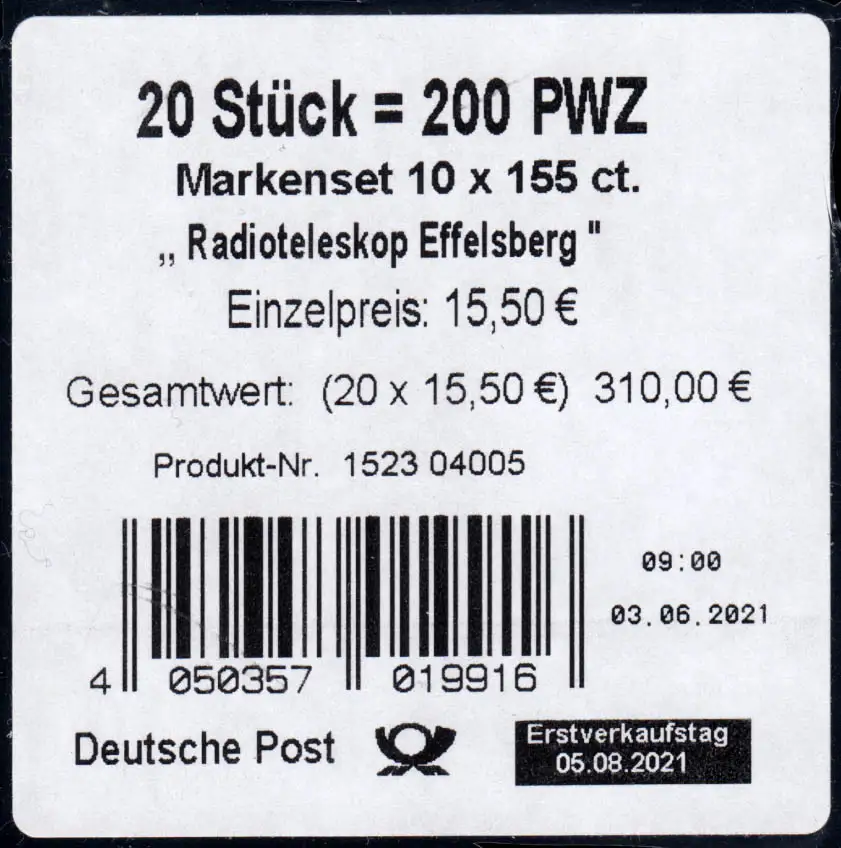 20 Stück = 200 PWZ
Markenset 10 x 155 ct.
„ Radioteleskop Effelsberg "
Einzelpreis: 15,50 €
Gesamtwert: (20 x 15,50 €) 310,00 €
Produkt-Nr. 1523 04005
09:00
03.06.2021
4 050357 019916
Deutsche Post
Erstverkaufstag
05.08.2021